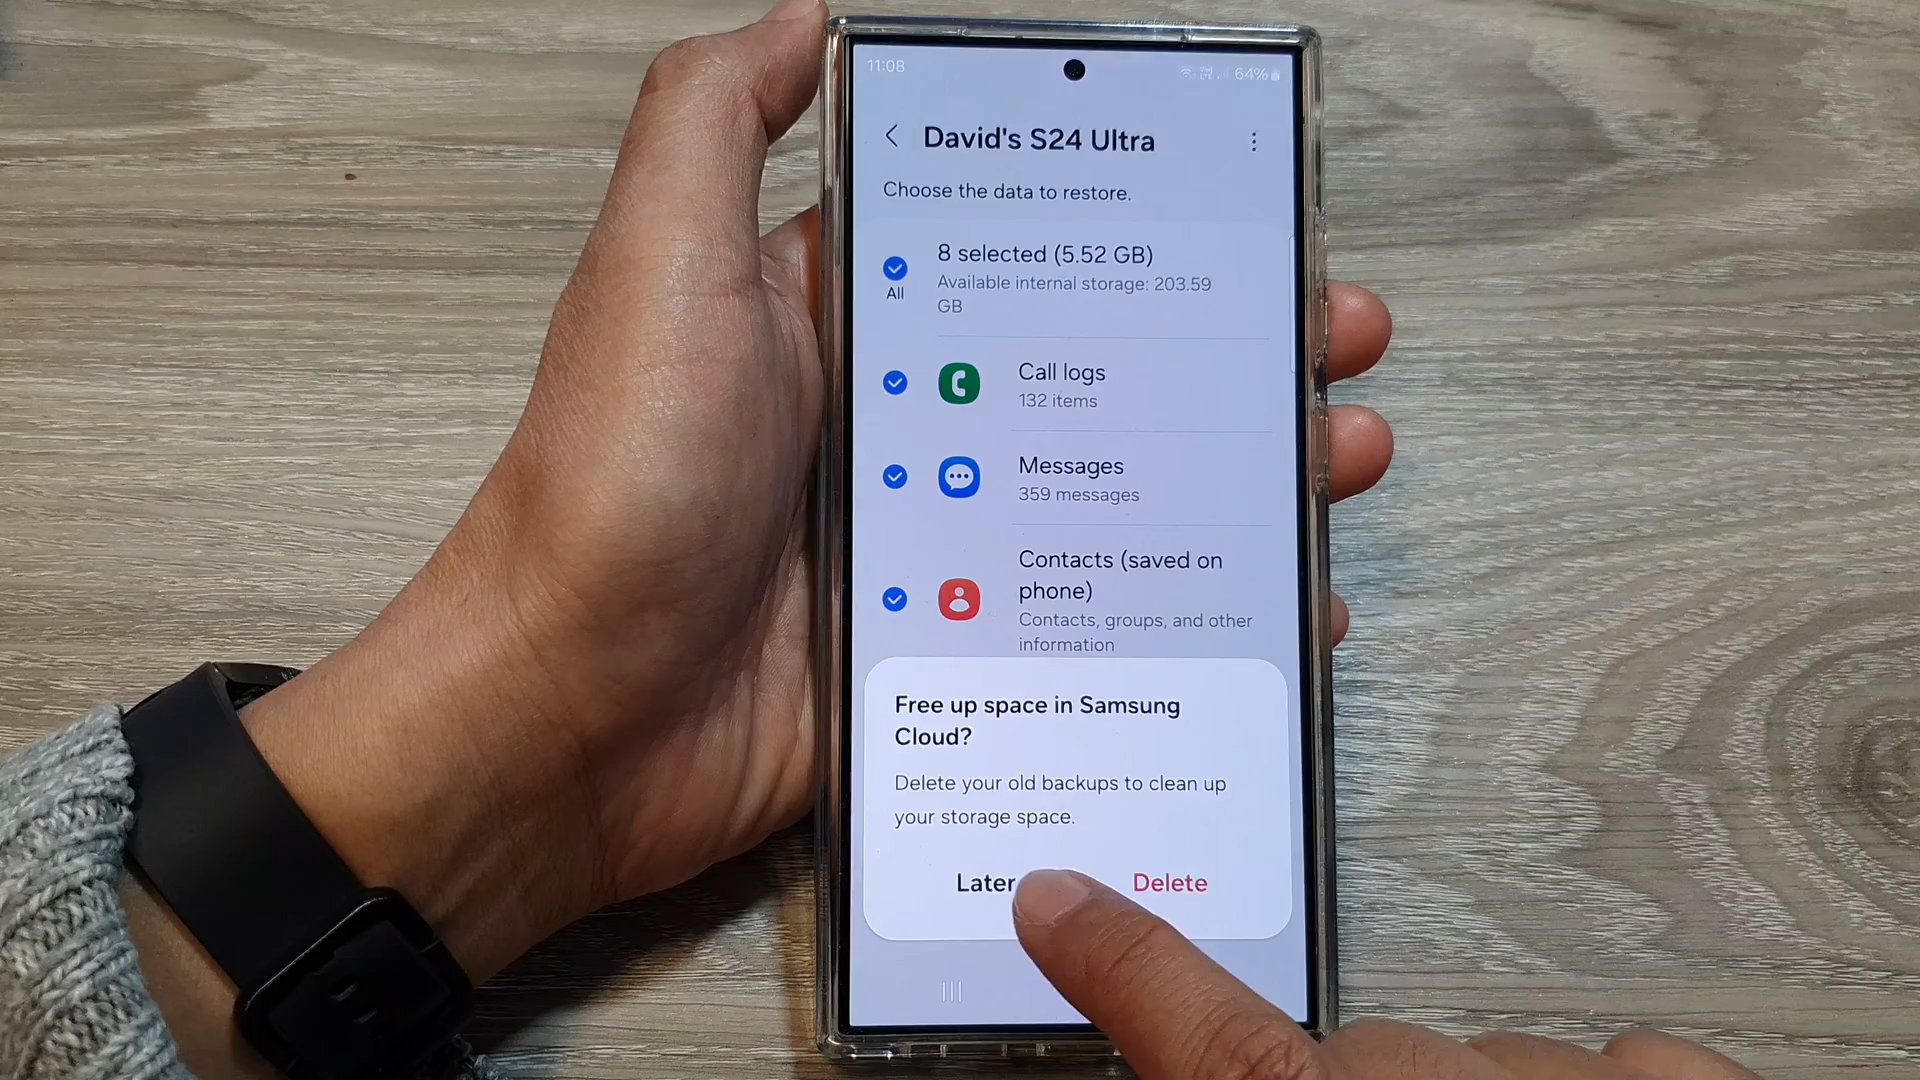 11:08
64%
David's S24 Ultra
Choose the data to restore.
8 selected (5.52 GB)
Available internal storage: 203.59
GB
All
Call logs
132 items
Messages
359 messages
Contacts (saved on
phone)
Contacts, groups, and other
information
Free up space in Samsung
Cloud?
Delete your old backups to clean up
your storage space.
Later
Delete